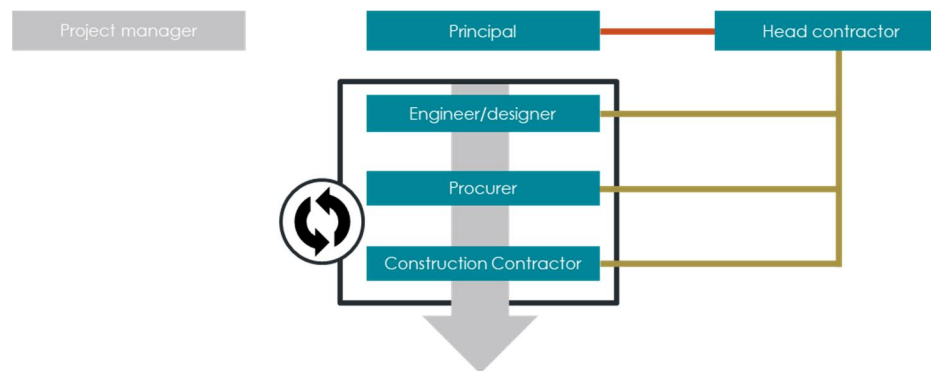 Project manager
Principal
Head contractor
Engineer/designer
Procurer
Construction Contractor